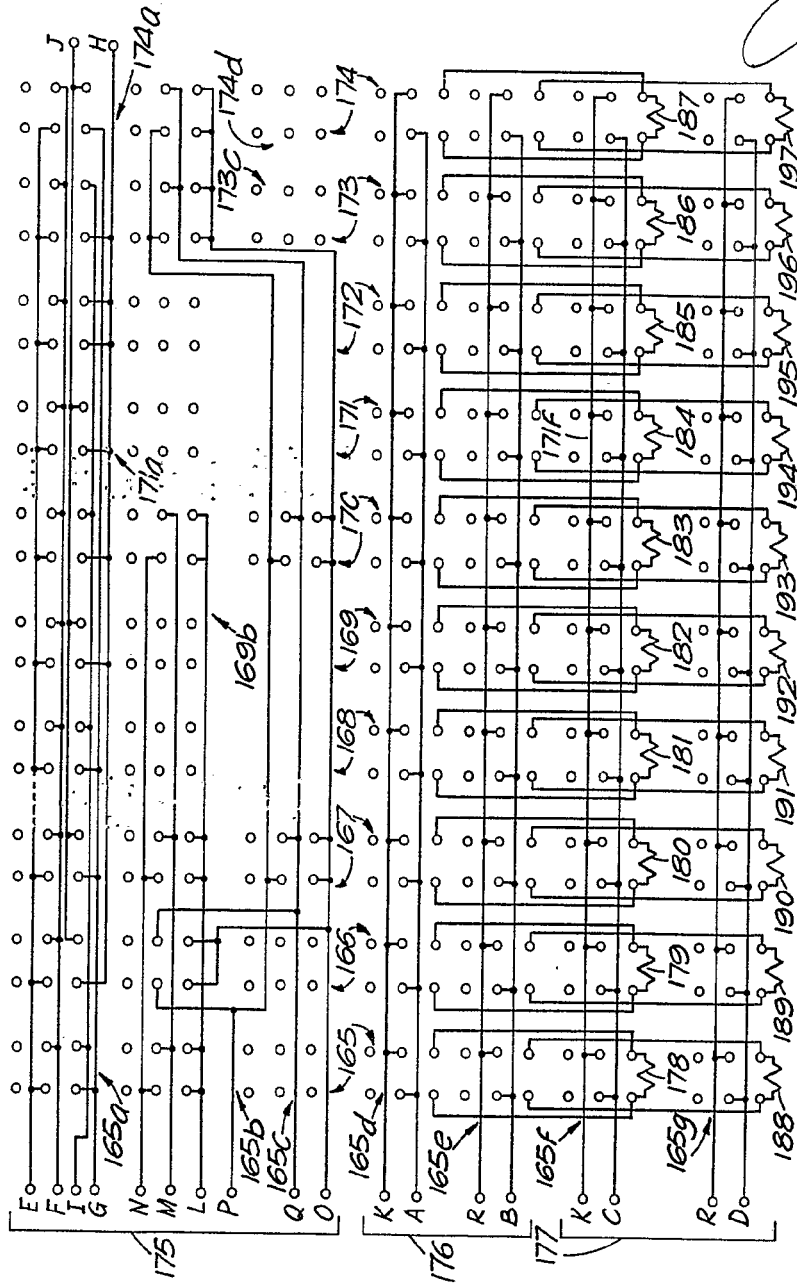 J
H
174a
E
F
I
G
165a
171a
N
M
L
P
Q
O
175
165b
165c
169b
173c
174d
165
166
167
168
169
170
171
172
173
174
165d
K
A
176
165e
R
B
165f
K
C
177
171f
178
179
180
181
182
183
184
185
186
187
165g
R
D
188
189
190
191
192
193
194
195
196
197